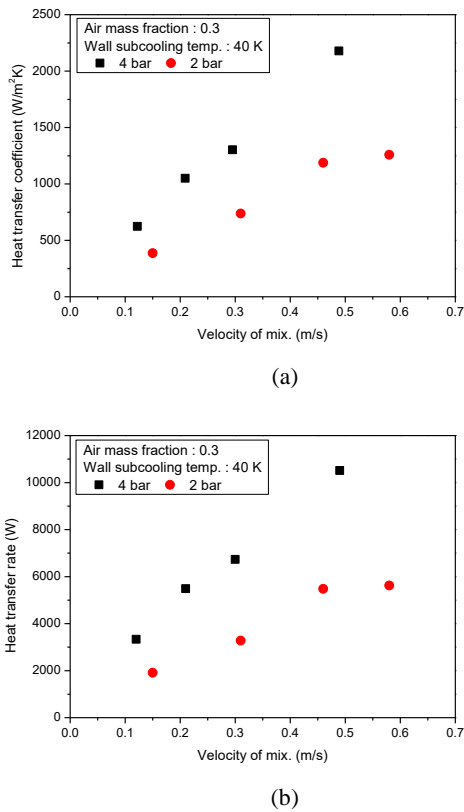 Air mass fraction : 0.3
Wall subcooling temp. : 40 K
4 bar 2 bar
2500
2000
1500
1000
500
0
Heat transfer coefficient (W/m²K)
0.0 0.1 0.2 0.3 0.4 0.5 0.6 0.7
Velocity of mix. (m/s)
(a)
Air mass fraction : 0.3
Wall subcooling temp. : 40 K
4 bar 2 bar
12000
10000
8000
6000
4000
2000
0
Heat transfer rate (W)
0.0 0.1 0.2 0.3 0.4 0.5 0.6 0.7
Velocity of mix. (m/s)
(b)